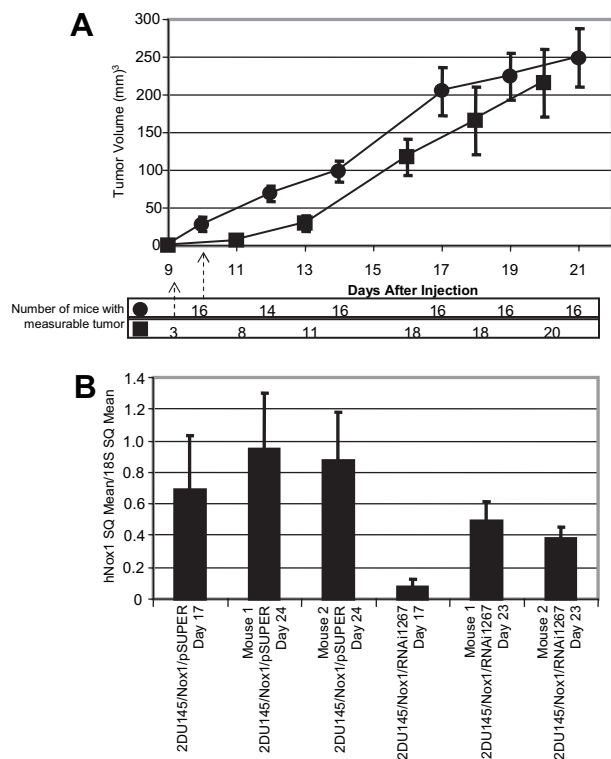 A
Tumor Volume (mm)³
300
250
200
150
100
50
0
9 11 13 15 17 19 21
Days After Injection
Number of mice with
measurable tumor
16 14 16 16 16 16
3 8 11 18 18 20
B
hNox1 SQ Mean/18S SQ Mean
1.4
1.2
1.0
0.8
0.6
0.4
0.2
0
2DU145/Nox1/pSUPER
Day 17
Mouse 1
2DU145/Nox1/pSUPER
Day 24
Mouse 2
2DU145/Nox1/pSUPER
Day 24
2DU145/Nox1/RNAi1267
Day 17
Mouse 1
2DU145/Nox1/RNAi1267
Day 23
Mouse 2
2DU145/Nox1/RNAi1267
Day 23